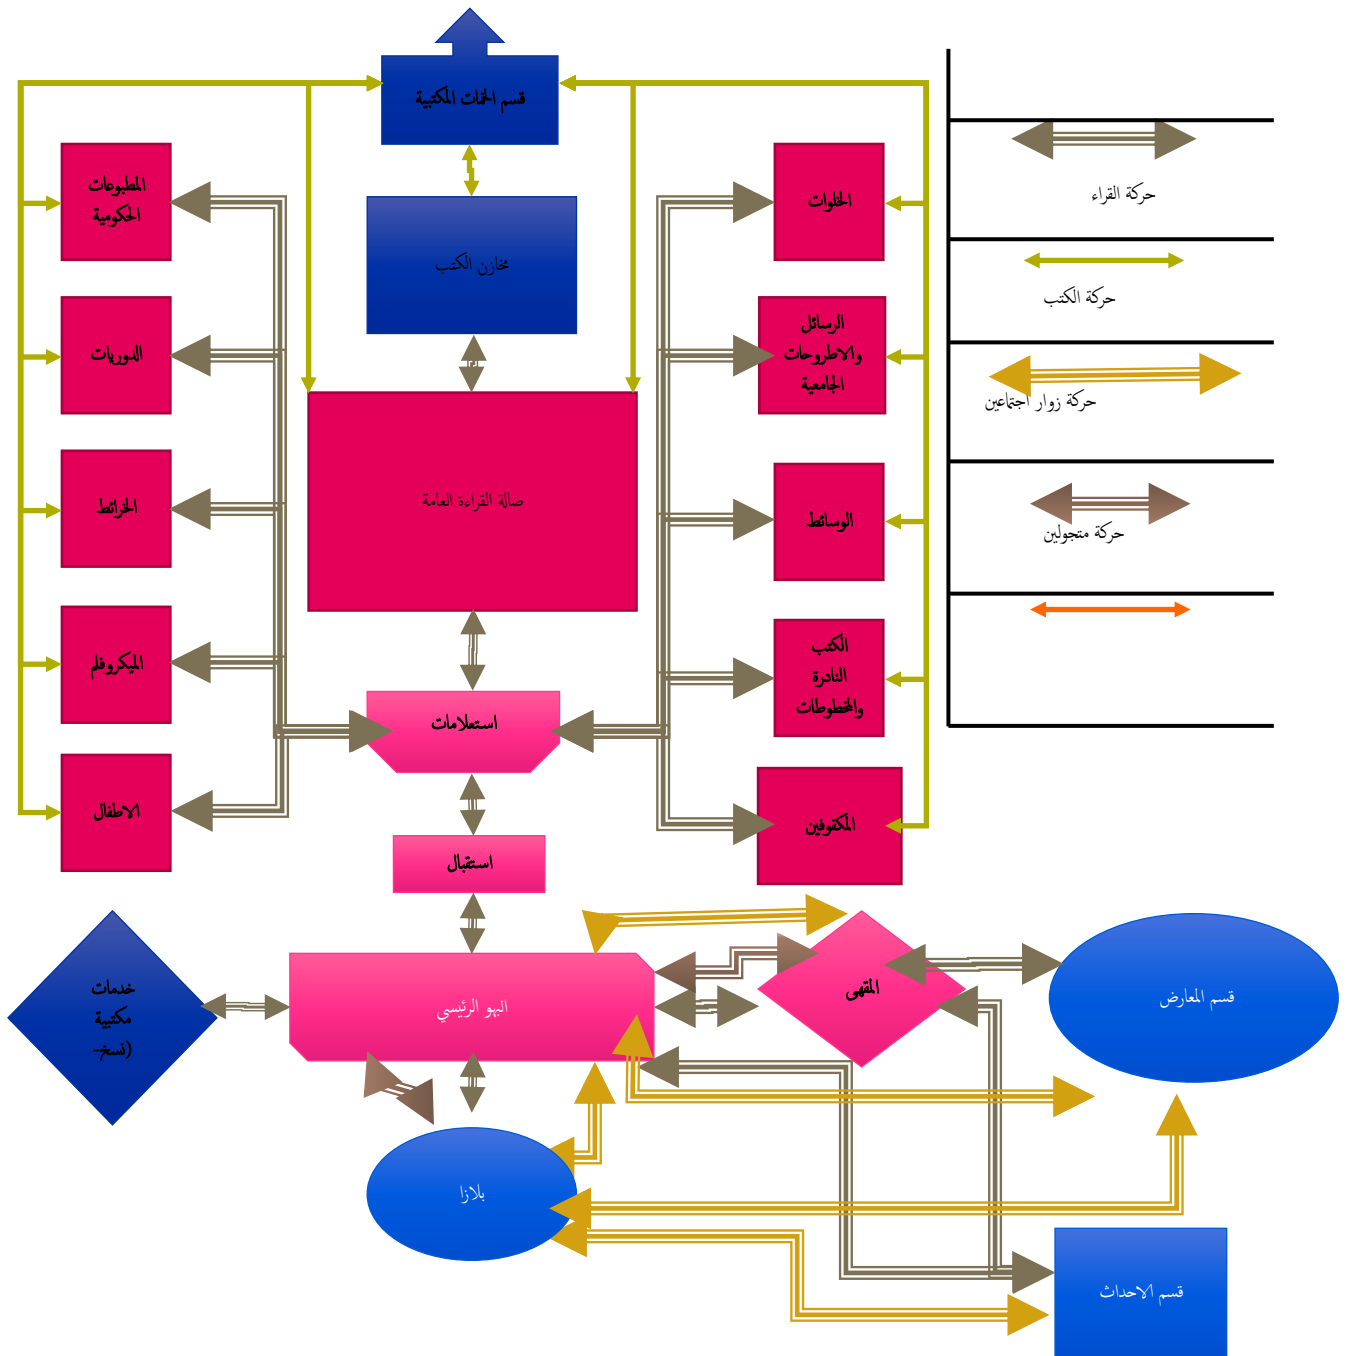 قسم الخمات المكتبية
مخازن الكتب
صالة القراءة العامة
المطبوعات
الحكومية
الدوريات
الخرائط
الميكروفلم
الاطفال
الخلوات
الرسائل
والاطروحات
الجامعية
الوسائط
الكتب
النادرة
والمخطوطات
المكفوفين
استعلامات
استقبال
البهو الرئيسي
المقهى
خدمات
مكتبية
(نسخ-
بلازا
قسم المعارض
قسم الاحداث
حركة القراء
حركة الكتب
حركة زوار اجتماعين
حركة متجولين